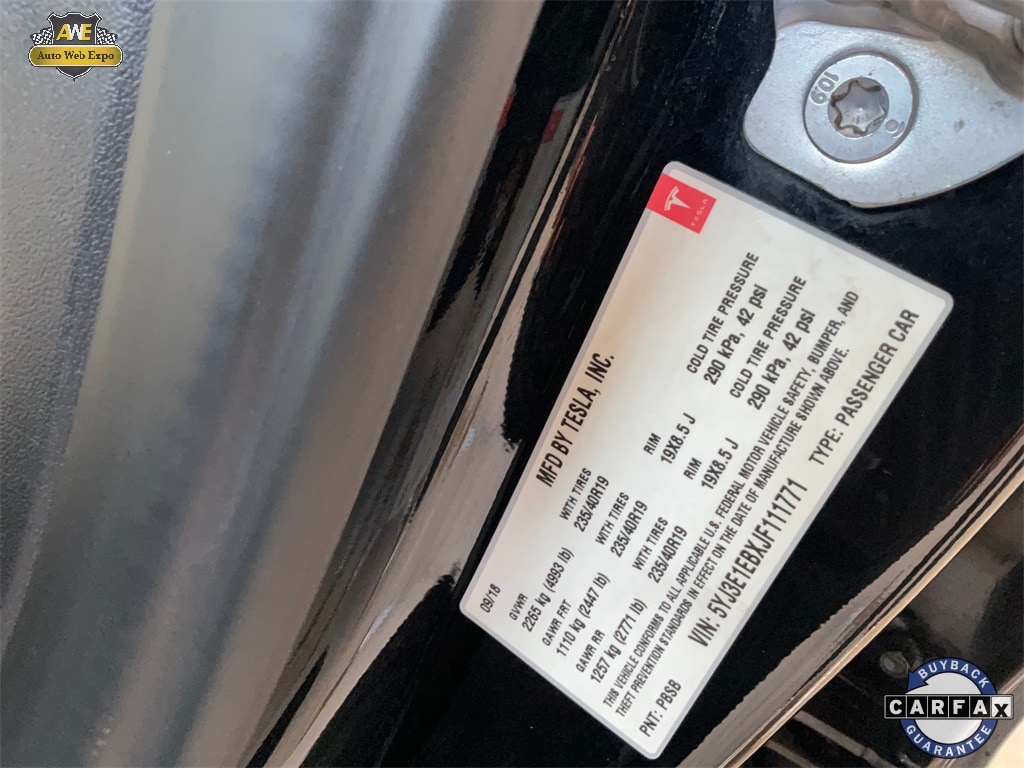 AWE
Auto Web Expo
10.9
TESLA
MFD BY TESLA, INC.
09/18
GVWR
2265 kg (4993 lb)
WITH TIRES
235/40R19
RIM
19X8.5 J
COLD TIRE PRESSURE
290 kPa, 42 psi
GAWR FRT
1110 kg (2447 lb)
WITH TIRES
235/40R19
RIM
19X8.5 J
COLD TIRE PRESSURE
290 kPa, 42 psi
GAWR RR
1257 kg (2771 lb)
WITH TIRES
235/40R19
THIS VEHICLE CONFORMS TO ALL APPLICABLE U.S. FEDERAL MOTOR VEHICLE SAFETY, BUMPER, AND
THEFT PREVENTION STANDARDS IN EFFECT ON THE DATE OF MANUFACTURE SHOWN ABOVE.
VIN: 5YJ3E1EBXJF111771
TYPE: PASSENGER CAR
PNT: PBSB
BUYBACK
CARFAX
GUARANTEE